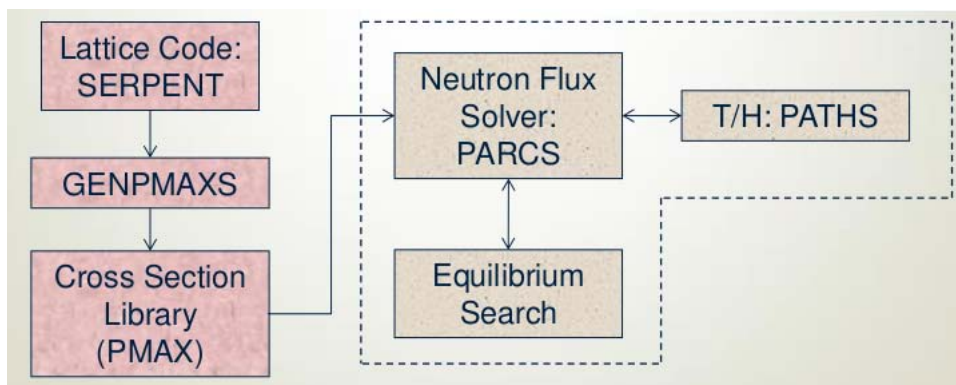 Lattice Code:
SERPENT
GENPMAXS
Cross Section
Library
(PMAX)
Neutron Flux
Solver:
PARCS
T/H: PATHS
Equilibrium
Search